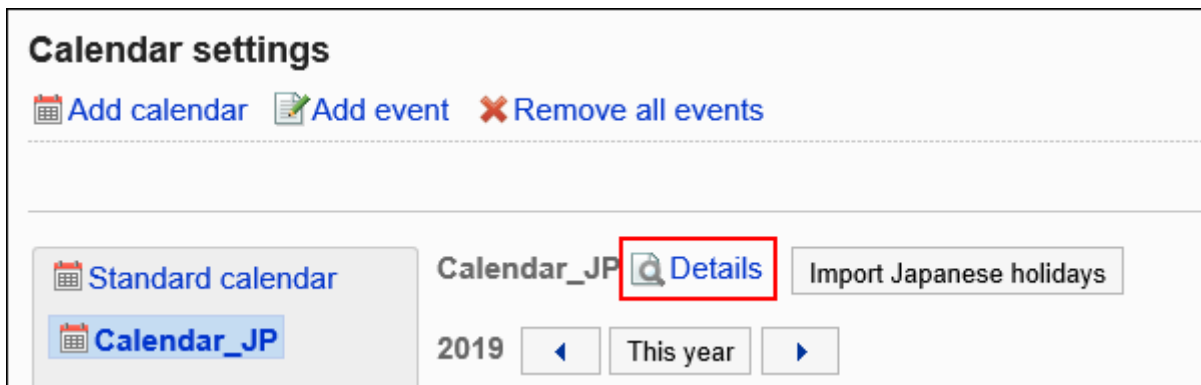 Calendar settings
Add calendar Add event Remove all events
Standard calendar
Calendar_JP
Calendar_JP Details Import Japanese holidays
2019 This year